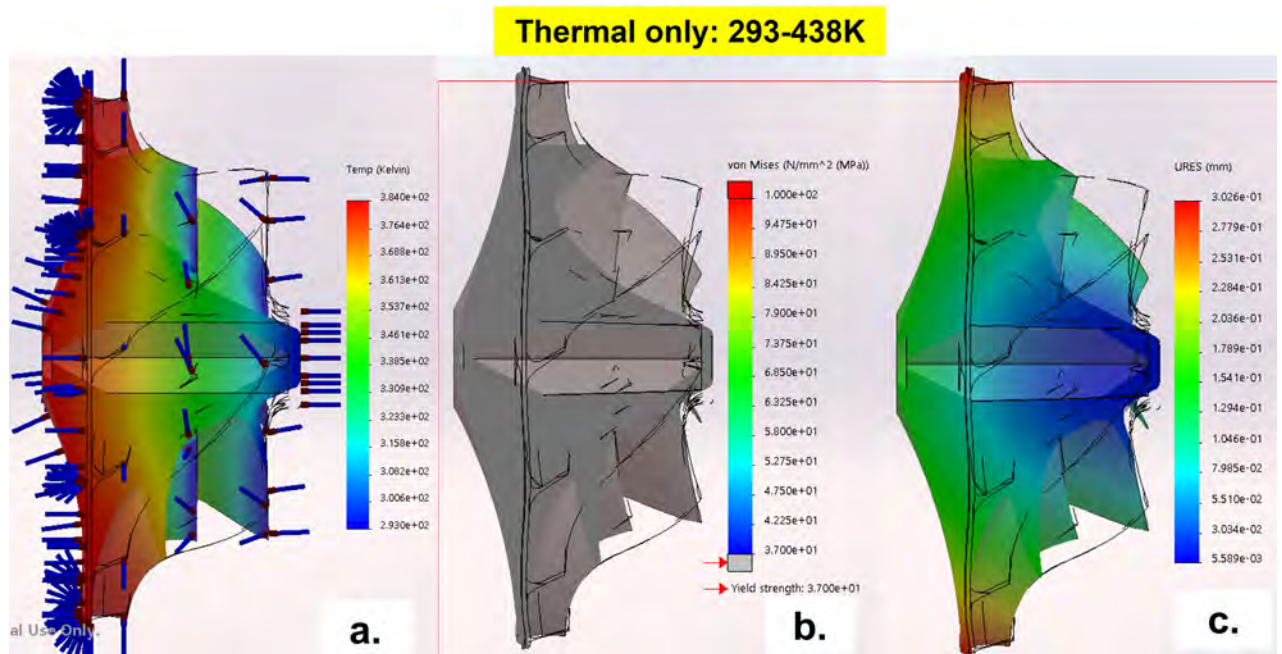 Thermal only: 293-438K
Temp (Kelvin)
3.840e+02
3.764e+02
3.688e+02
3.613e+02
3.537e+02
3.461e+02
3.385e+02
3.309e+02
3.233e+02
3.158e+02
3.082e+02
3.006e+02
2.930e+02
al Use Only.
a.
von Mises (N/mm^2 (MPa))
1.000e+02
9.475e+01
8.950e+01
8.425e+01
7.900e+01
7.375e+01
6.850e+01
6.325e+01
5.800e+01
5.275e+01
4.750e+01
4.225e+01
3.700e+01
Yield strength: 3.700e+01
b.
URES (mm)
3.026e-01
2.779e-01
2.531e-01
2.284e-01
2.036e-01
1.789e-01
1.541e-01
1.294e-01
1.046e-01
7.985e-02
5.510e-02
3.034e-02
5.589e-03
c.